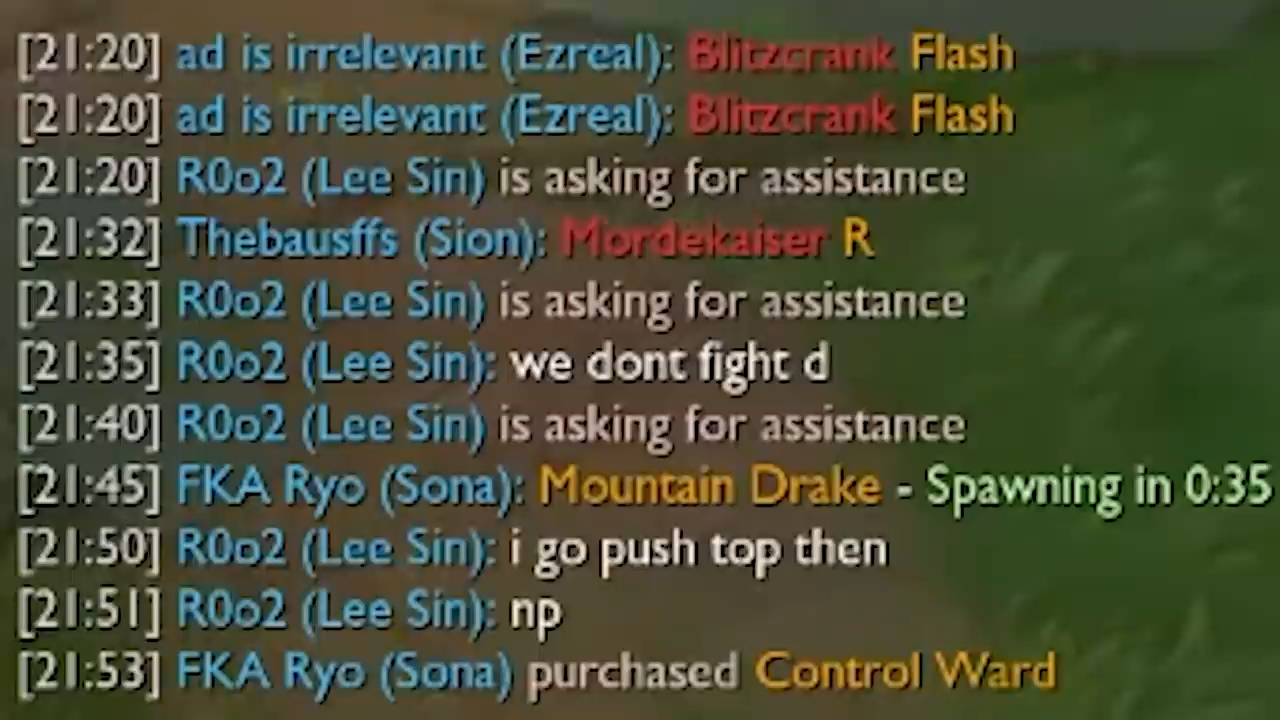 [21:20] ad is irrelevant (Ezreal): Blitzcrank Flash
[21:20] ad is irrelevant (Ezreal): Blitzcrank Flash
[21:20] R0o2 (Lee Sin) is asking for assistance
[21:32] Thebausffs (Sion): Mordekaiser R
[21:33] R0o2 (Lee Sin) is asking for assistance
[21:35] R0o2 (Lee Sin): we dont fight d
[21:40] R0o2 (Lee Sin) is asking for assistance
[21:45] FKA Ryo (Sona): Mountain Drake - Spawning in 0:35
[21:50] R0o2 (Lee Sin): i go push top then
[21:51] R0o2 (Lee Sin): np
[21:53] FKA Ryo (Sona) purchased Control Ward